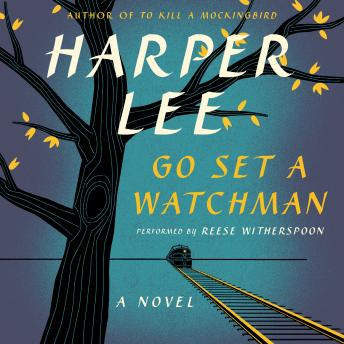 AUTHOR OF TO KILL A MOCKINGBIRD
HARPER
LEE
GO SET A
WATCHMAN
PERFORMED BY REESE WITHERSPOON
A NOVEL